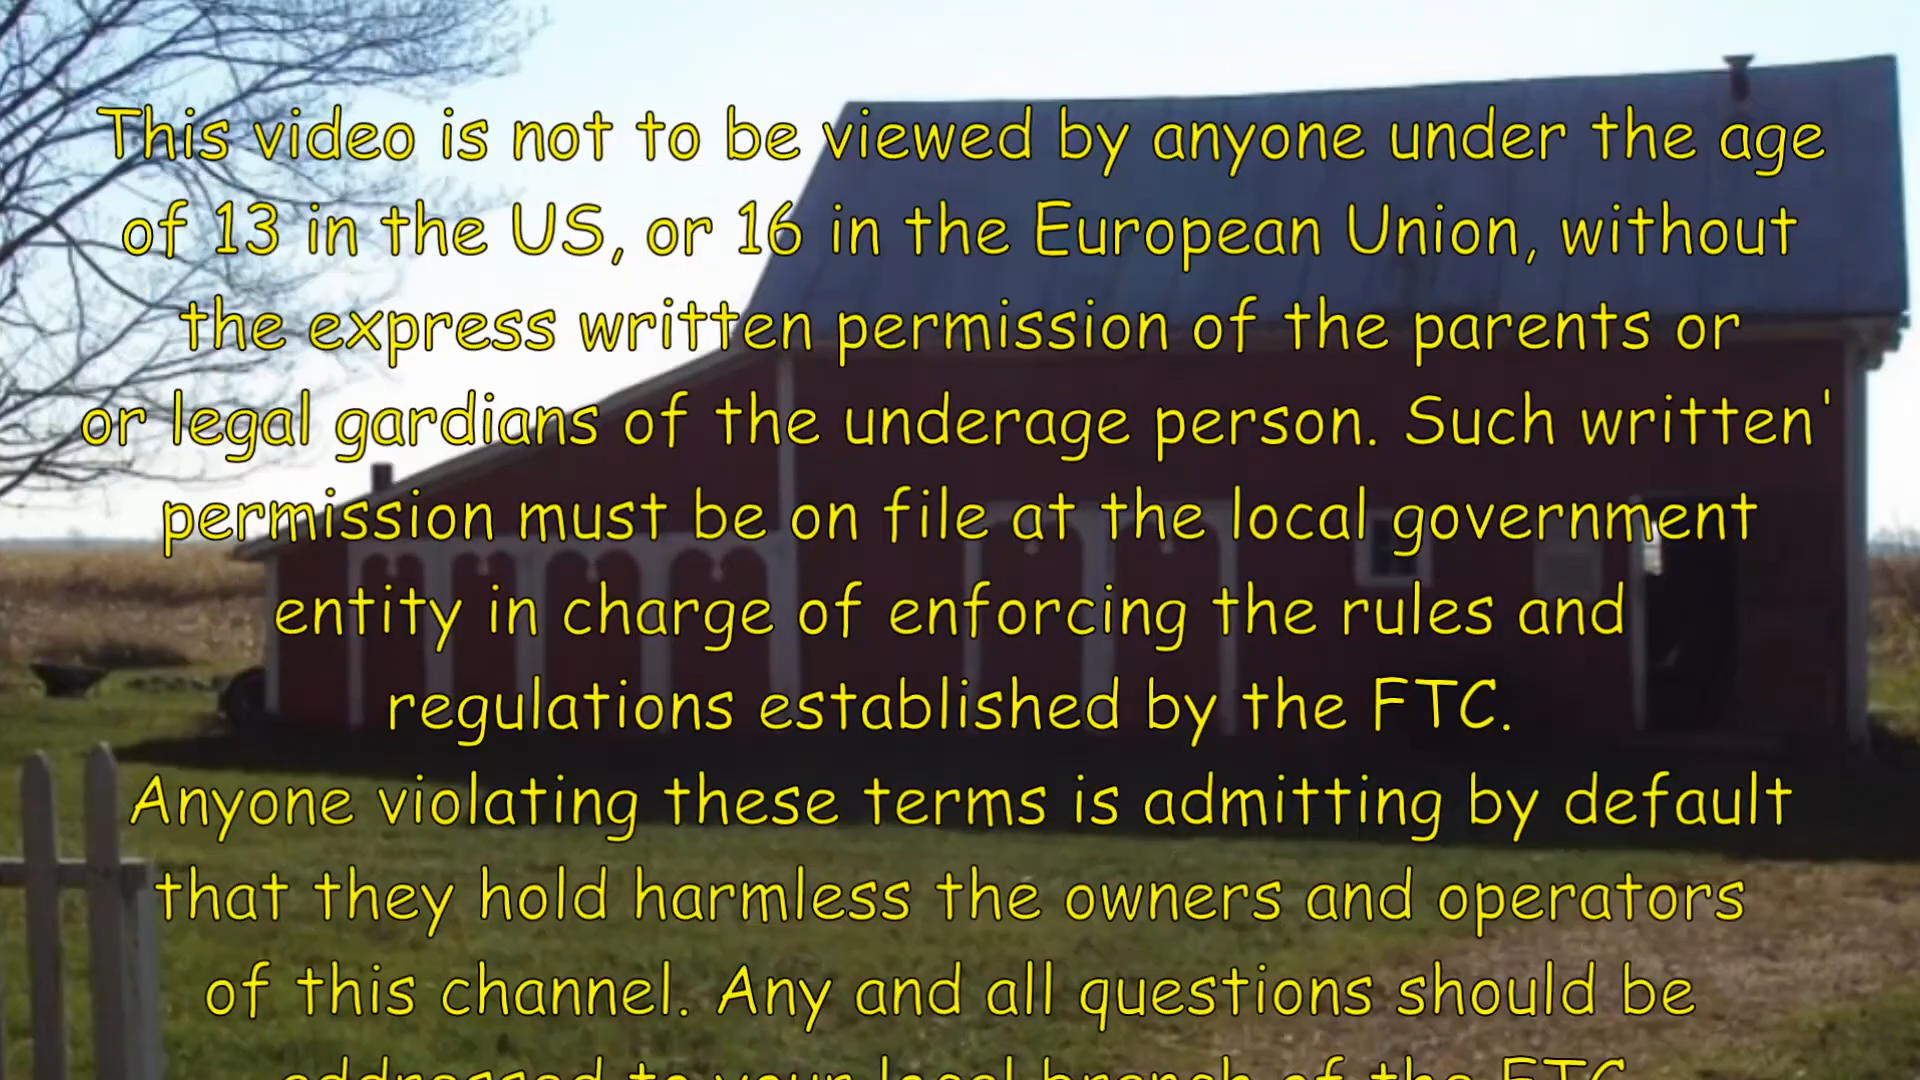 This video is not to be viewed by anyone under the age
of 13 in the US, or 16 in the European Union, without
the express written permission of the parents or
or legal gardians of the underage person. Such written'
permission must be on file at the local government
entity in charge of enforcing the rules and
regulations established by the FTC.
Anyone violating these terms is admitting by default
that they hold harmless the owners and operators
of this channel. Any and all questions should be
addressed to your local branch of the FTC